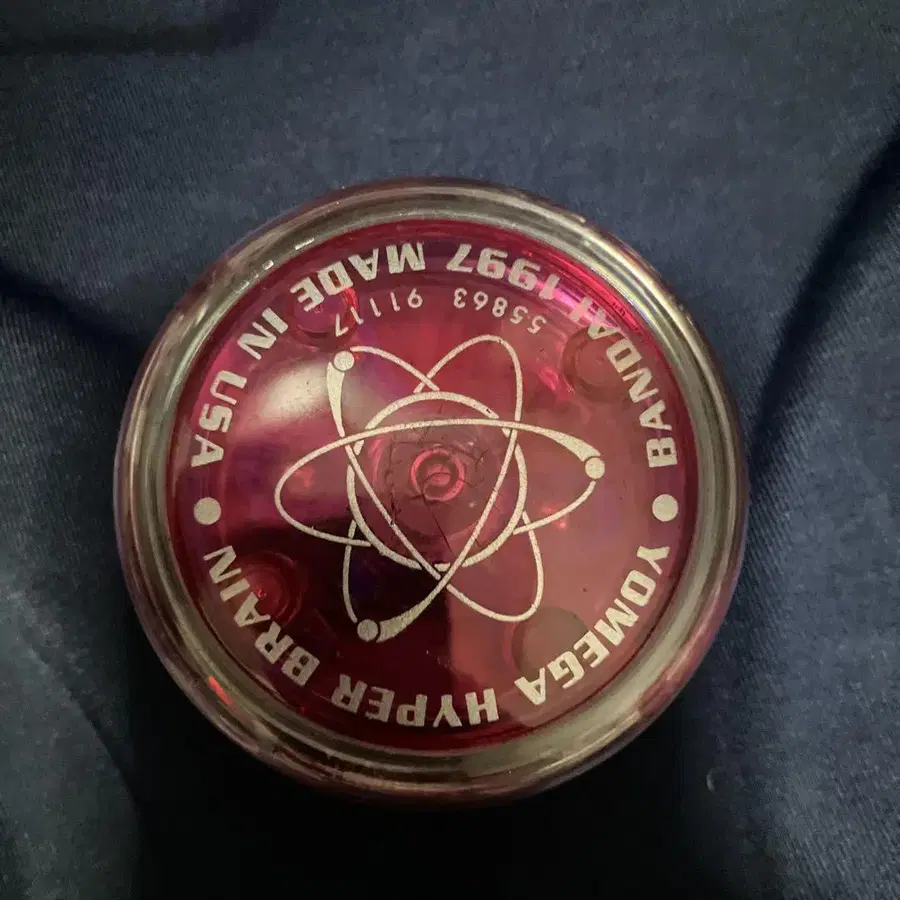 YOMEGA HYPER BRAIN
BANDAI 1997 MADE IN USA
55863 91117